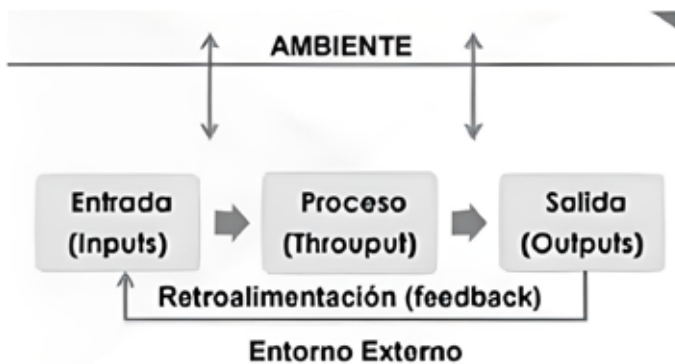 AMBIENTE
Entrada
(Inputs)
Proceso
(Throuput)
Salida
(Outputs)
Retroalimentación (feedback)
Entorno Externo